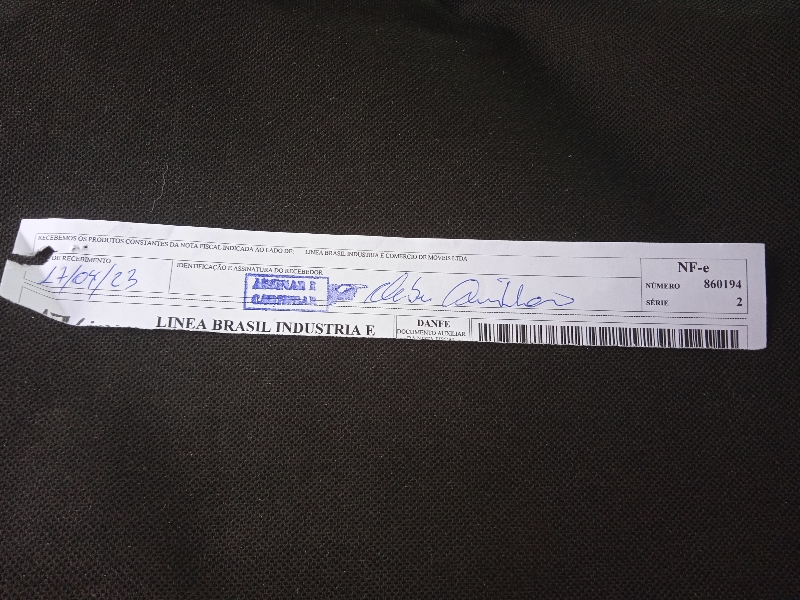 RECEBEMOS OS PRODUTOS CONSTANTES DA NOTA FISCAL INDICADA AO LADO DE LINEA BRASIL INDUSTRIA E COMERCIO DE MOVEIS LTDA
DE RECEBIMENTO
17/04/23
IDENTIFICAÇÃO E ASSINATURA DO RECEBEDOR
ASSINAR E
CARIMBAR
NF-e
NÚMERO 860194
SÉRIE 2
LINEA BRASIL INDUSTRIA E
DANFE
DOCUMENTO AUXILIAR